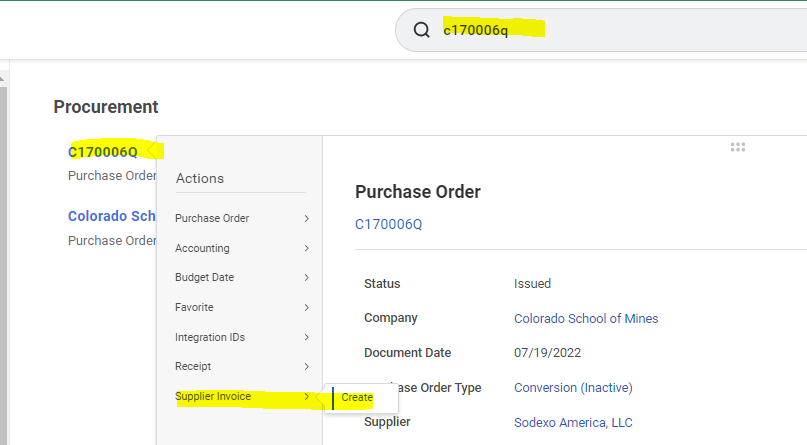 c170006q
Procurement
C170006Q
Purchase Order
Colorado Sch
Purchase Order
Actions
Purchase Order
Accounting
Budget Date
Favorite
Integration IDs
Receipt
Supplier Invoice
Create
Purchase Order
C170006Q
Status Issued
Company Colorado School of Mines
Document Date 07/19/2022
hase Order Type Conversion (Inactive)
Supplier Sodexo America, LLC